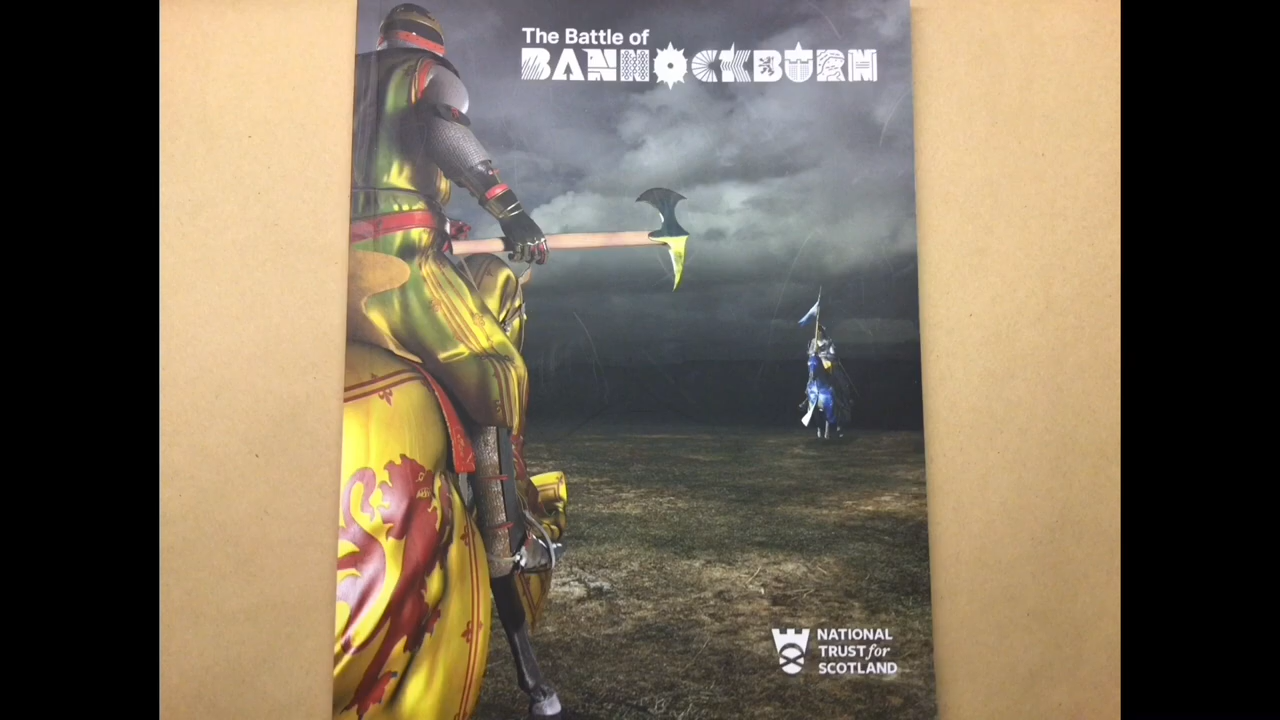 The Battle of
BANNOCKBURN
NATIONAL
TRUST for
SCOTLAND